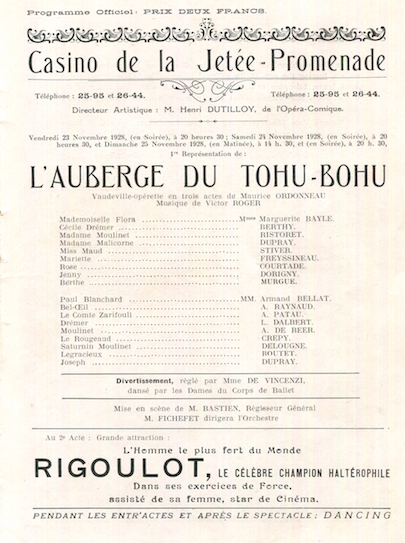 Programme Officiel: PRIX DEUX FRANCS.
Casino de la Jetée-Promenade
Téléphone : 25-95 et 26-44. Téléphone : 25-95 et 26-44.
Directeur Artistique : M. Henri DUTILLOY, de l'Opéra-Comique.
Vendredi 23 Novembre 1928, (en Soirée), à 20 heures 30 ; Samedi 24 Novembre 1928, (en Soirée), à 20
heures 30, et Dimanche 25 Novembre 1928, (en Matinée), à 14 h. 30, et (en Soirée), à 20 h. 30,
1re Représentation de :
L'AUBERGE DU TOHU-BOHU
Vaudeville-opérette en trois actes de Maurice ORDONNEAU
Musique de Victor ROGER
Mademoiselle Flora ........ Mmes Marguerite BAYLE.
Cécile Drémer ........ BERTHY.
Madame Moulinet ........ RISTORET.
Madame Malicorne ........ DUPRAY.
Miss Maud ........ STIVER.
Mariette ........ FREYSSINEAU.
Rose ........ COURTADE.
Jenny ........ DORIGNY.
Berthe ........ MURGUE.
Paul Blanchard ........ MM. Armand BELLAT.
Bel-Œil ........ A. RAYNAUD.
Le Comte Zarifouli ........ A. PATAU.
Drémer ........ L. DALBERT.
Moulinet ........ A. DE BEER.
Le Rougeaud ........ CREPY.
Saturnin Moulinet ........ DELOUGNE.
Legracieux ........ ROUTET.
Joseph ........ DUPRAY.
Divertissement, réglé par Mme DE VINCENZI,
dansé par les Dames du Corps de Ballet
Mise en scène de M. BASTIEN, Régisseur Général
M. FICHEFET dirigera l'Orchestre
Au 2e Acte : Grande attraction :
L'Homme le plus fort du Monde
RIGOULOT, LE CÉLÈBRE CHAMPION HALTÉROPHILE
Dans ses exercices de Force,
assisté de sa femme, star de Cinéma.
PENDANT LES ENTR'ACTES ET APRÈS LE SPECTACLE : DANCING